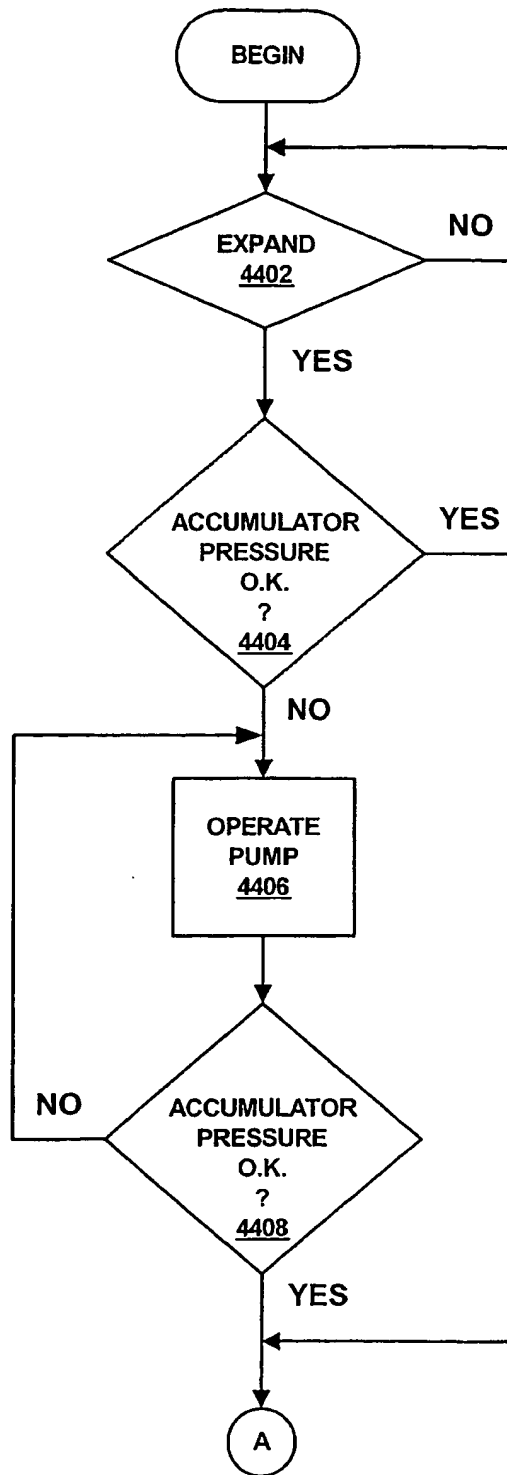 BEGIN
EXPAND
4402
NO
YES
ACCUMULATOR
PRESSURE
O.K.
?
4404
YES
NO
OPERATE
PUMP
4406
ACCUMULATOR
PRESSURE
O.K.
?
4408
NO
YES
A